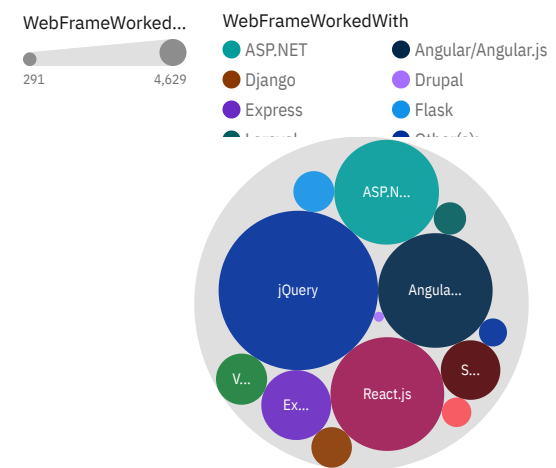 WebFrameWorked...
291
4,629
WebFrameWorkedWith
ASP.NET
Angular/Angular.js
Django
Drupal
Express
Flask
ASP.N...
jQuery
Angula...
V...
Ex...
React.js
S...